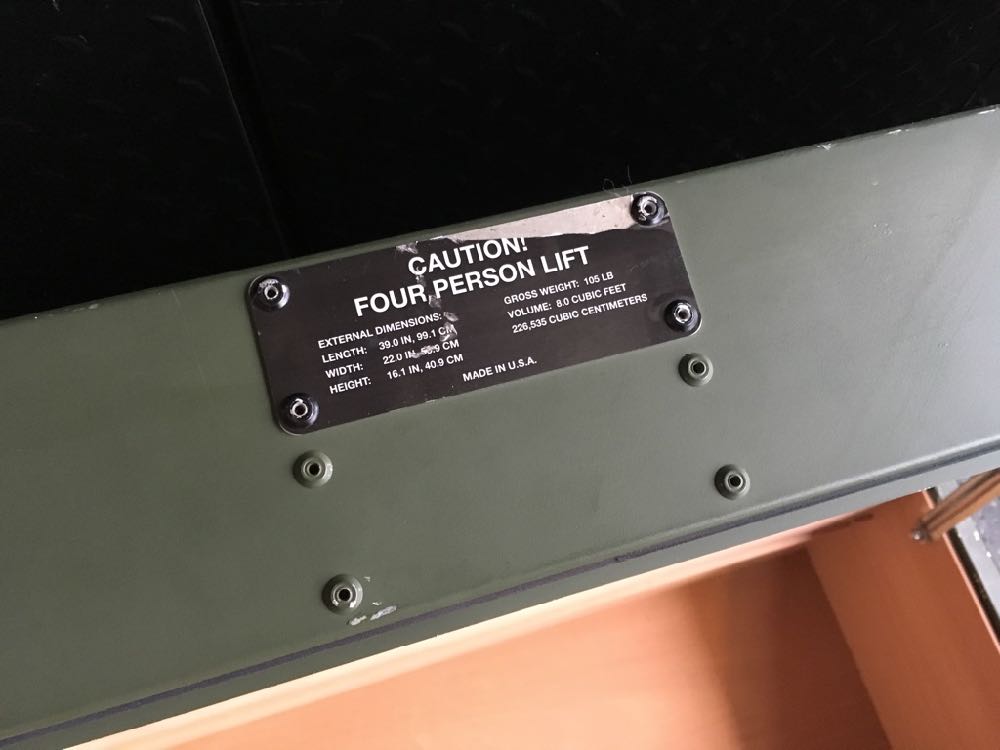 CAUTION!
FOUR PERSON LIFT
EXTERNAL DIMENSIONS:
LENGTH: 39.0 IN, 99.1 CM
WIDTH: 22.0 IN, CM
HEIGHT: 16.1 IN, 40.9 CM
GROSS WEIGHT: 105 LB
VOLUME: 8.0 CUBIC FEET
226,535 CUBIC CENTIMETERS
MADE IN U.S.A.